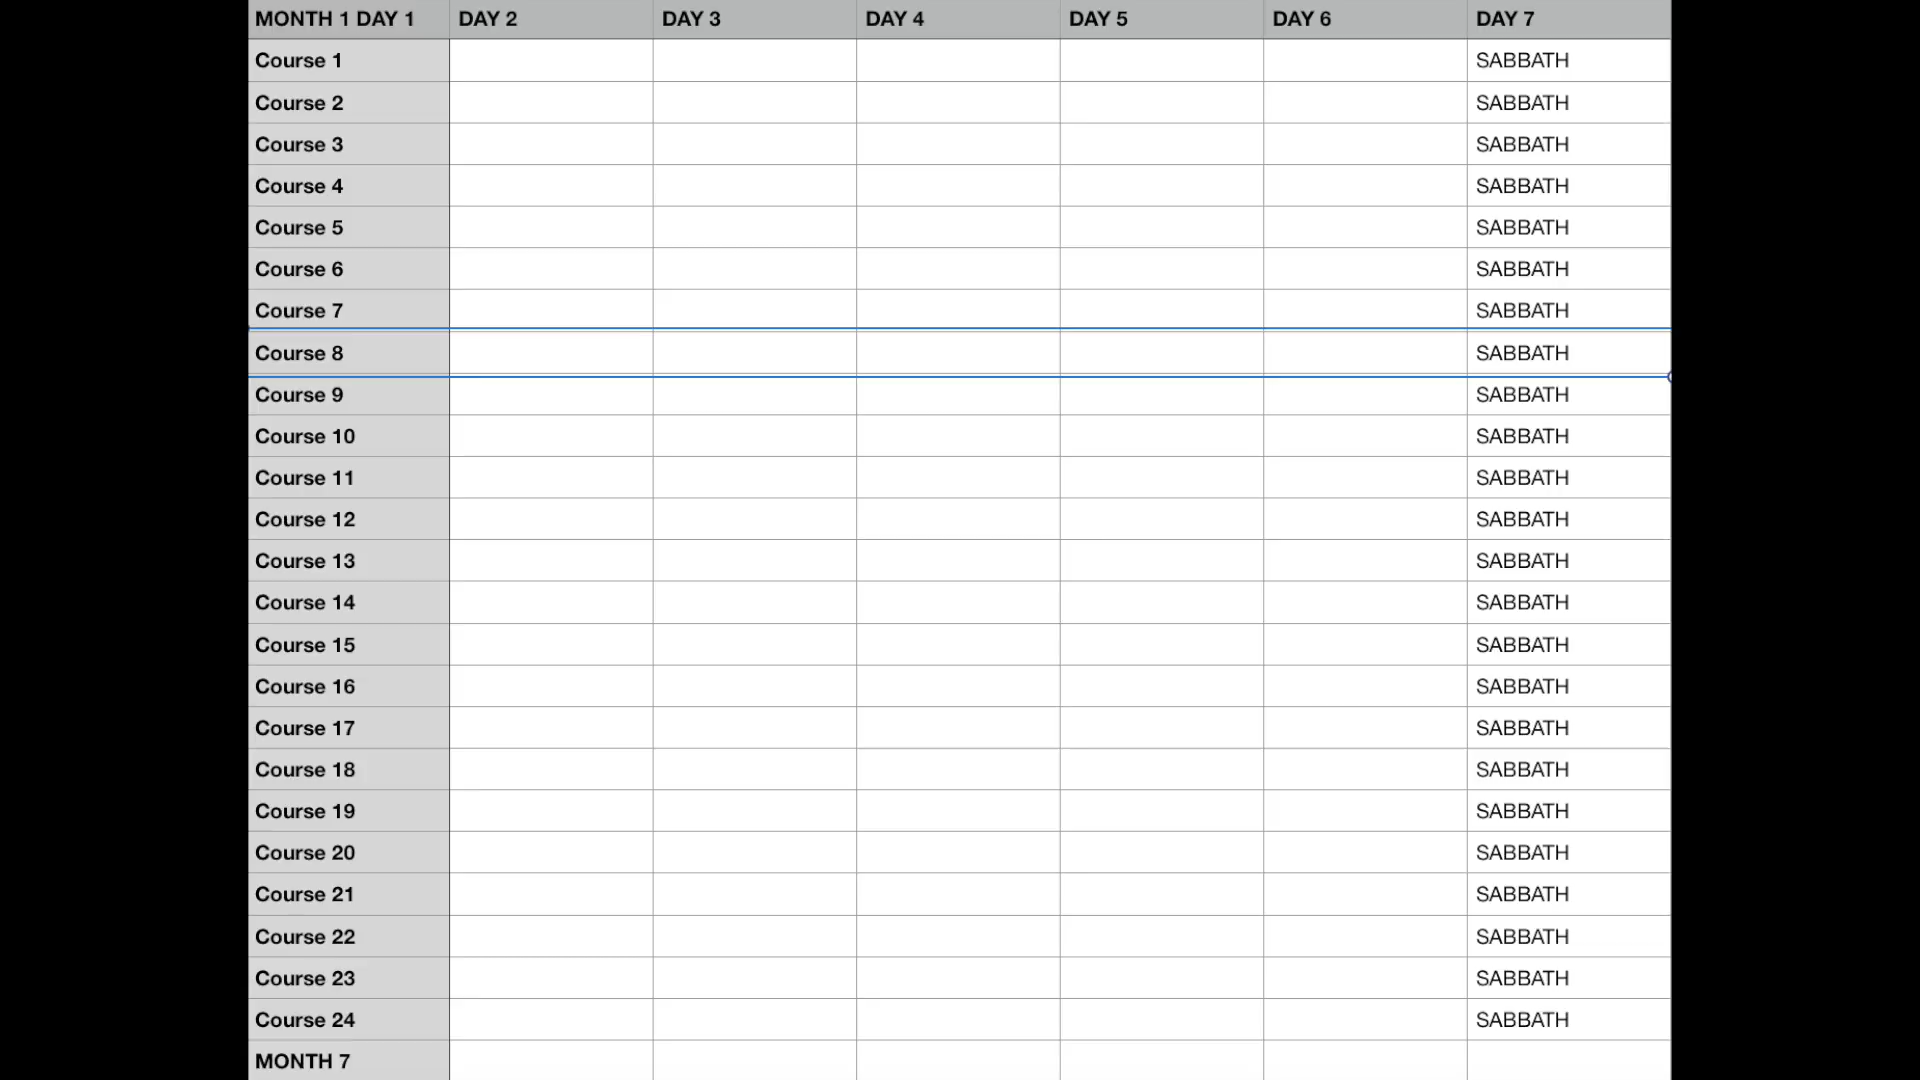 MONTH 1 DAY 1 DAY 2 DAY 3 DAY 4 DAY 5 DAY 6 DAY 7
Course 1 SABBATH
Course 2 SABBATH
Course 3 SABBATH
Course 4 SABBATH
Course 5 SABBATH
Course 6 SABBATH
Course 7 SABBATH
Course 8 SABBATH
Course 9 SABBATH
Course 10 SABBATH
Course 11 SABBATH
Course 12 SABBATH
Course 13 SABBATH
Course 14 SABBATH
Course 15 SABBATH
Course 16 SABBATH
Course 17 SABBATH
Course 18 SABBATH
Course 19 SABBATH
Course 20 SABBATH
Course 21 SABBATH
Course 22 SABBATH
Course 23 SABBATH
Course 24 SABBATH
MONTH 7